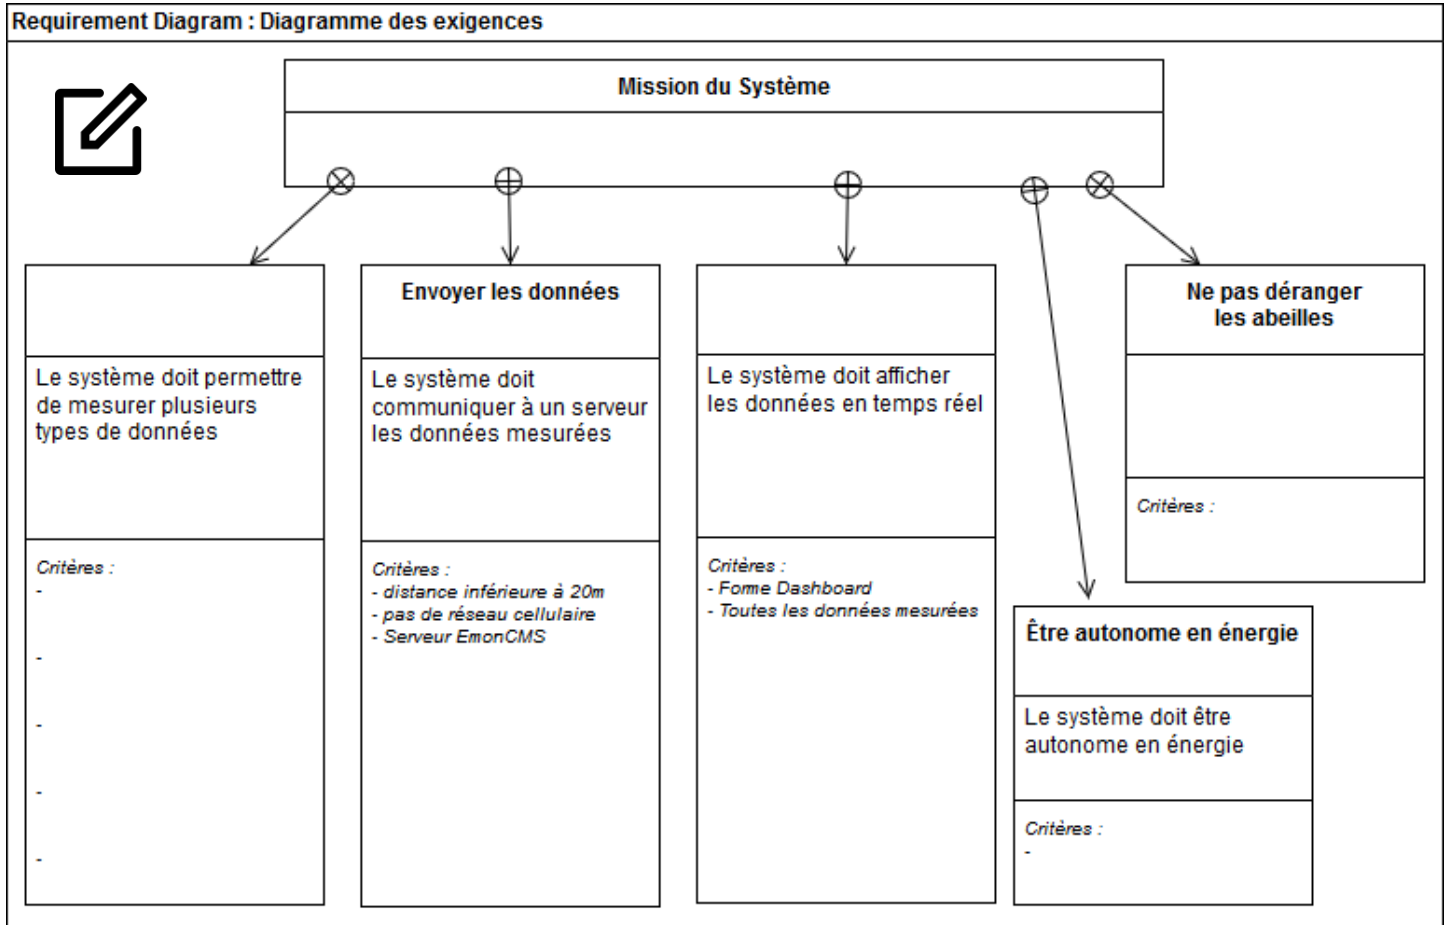 Requirement Diagram : Diagramme des exigences
Mission du Système
Le système doit permettre
de mesurer plusieurs
types de données
Critères :
-
-
-
-
-
Envoyer les données
Le système doit
communiquer à un serveur
les données mesurées
Critères :
- distance inférieure à 20m
- pas de réseau cellulaire
- Serveur EmonCMS
Le système doit afficher
les données en temps réel
Critères :
- Forme Dashboard
- Toutes les données mesurées
Être autonome en énergie
Le système doit être
autonome en énergie
Critères :
-
Ne pas déranger
les abeilles
Critères :